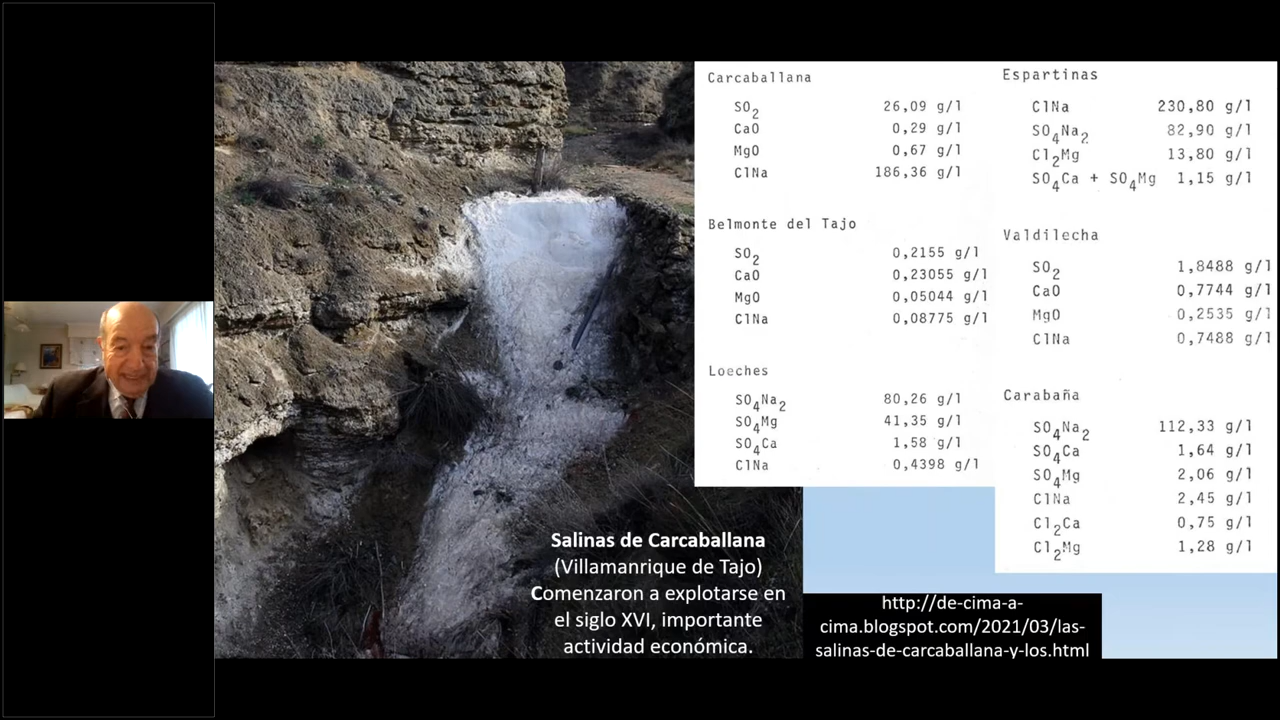 Carcaballana
SO2 26,09 g/l
CaO 0,29 g/l
MgO 0,67 g/l
ClNa 186,36 g/l
Belmonte del Tajo
SO2 0,2155 g/l
CaO 0,23055 g/l
MgO 0,05044 g/l
ClNa 0,08775 g/l
Loeches
SO4Na2 80,26 g/l
SO4Mg 41,35 g/l
SO4Ca 1,58 g/l
ClNa 0,4398 g/l
Espartinas
ClNa 230,80 g/l
SO4Na2 82,90 g/l
Cl2Mg 13,80 g/l
SO4Ca + SO4Mg 1,15 g/l
Valdilecha
SO2 1,8488 g/l
CaO 0,7744 g/l
MgO 0,2535 g/l
ClNa 0,7488 g/l
Carabaña
SO4Na2 112,33 g/l
SO4Ca 1,64 g/l
SO4Mg 2,06 g/l
ClNa 2,45 g/l
Cl2Ca 0,75 g/l
Cl2Mg 1,28 g/l
Salinas de Carcaballana
(Villamanrique de Tajo)
Comenzaron a explotarse en
el siglo XVI, importante
actividad económica.
http://de-cima-a-
cima.blogspot.com/2021/03/las-
salinas-de-carcaballana-y-los.html